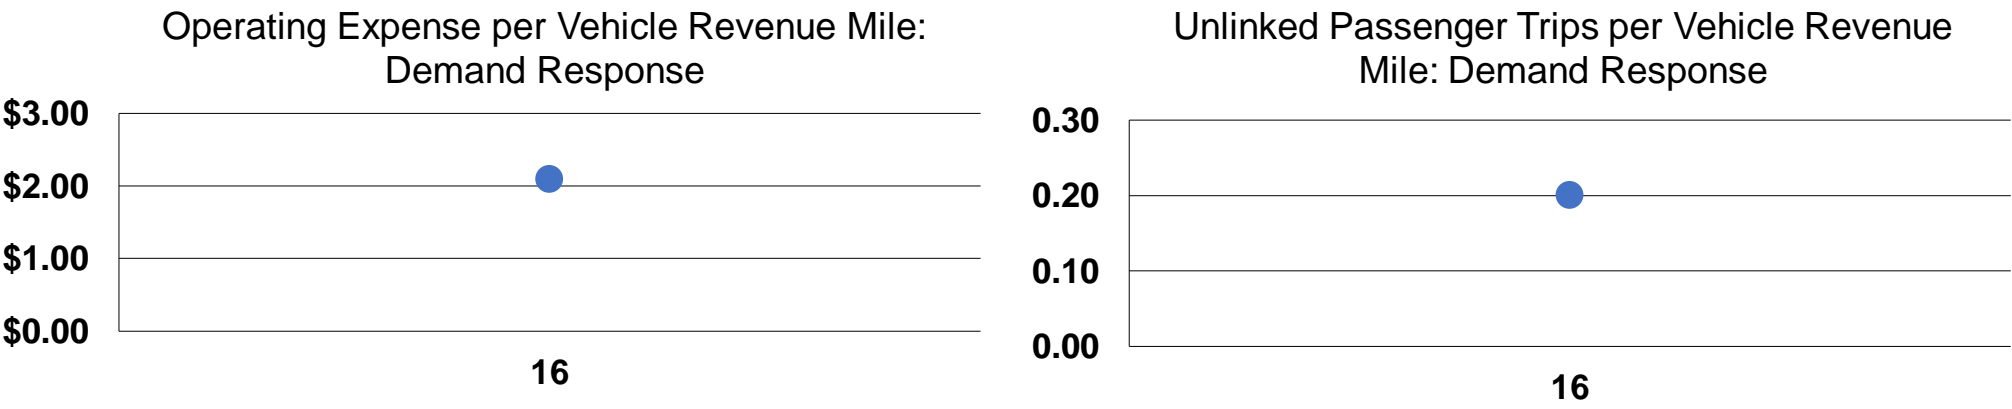 Operating Expense per Vehicle Revenue Mile:
Demand Response
$3.00
$2.00
$1.00
$0.00
16
Unlinked Passenger Trips per Vehicle Revenue
Mile: Demand Response
0.30
0.20
0.10
0.00
16